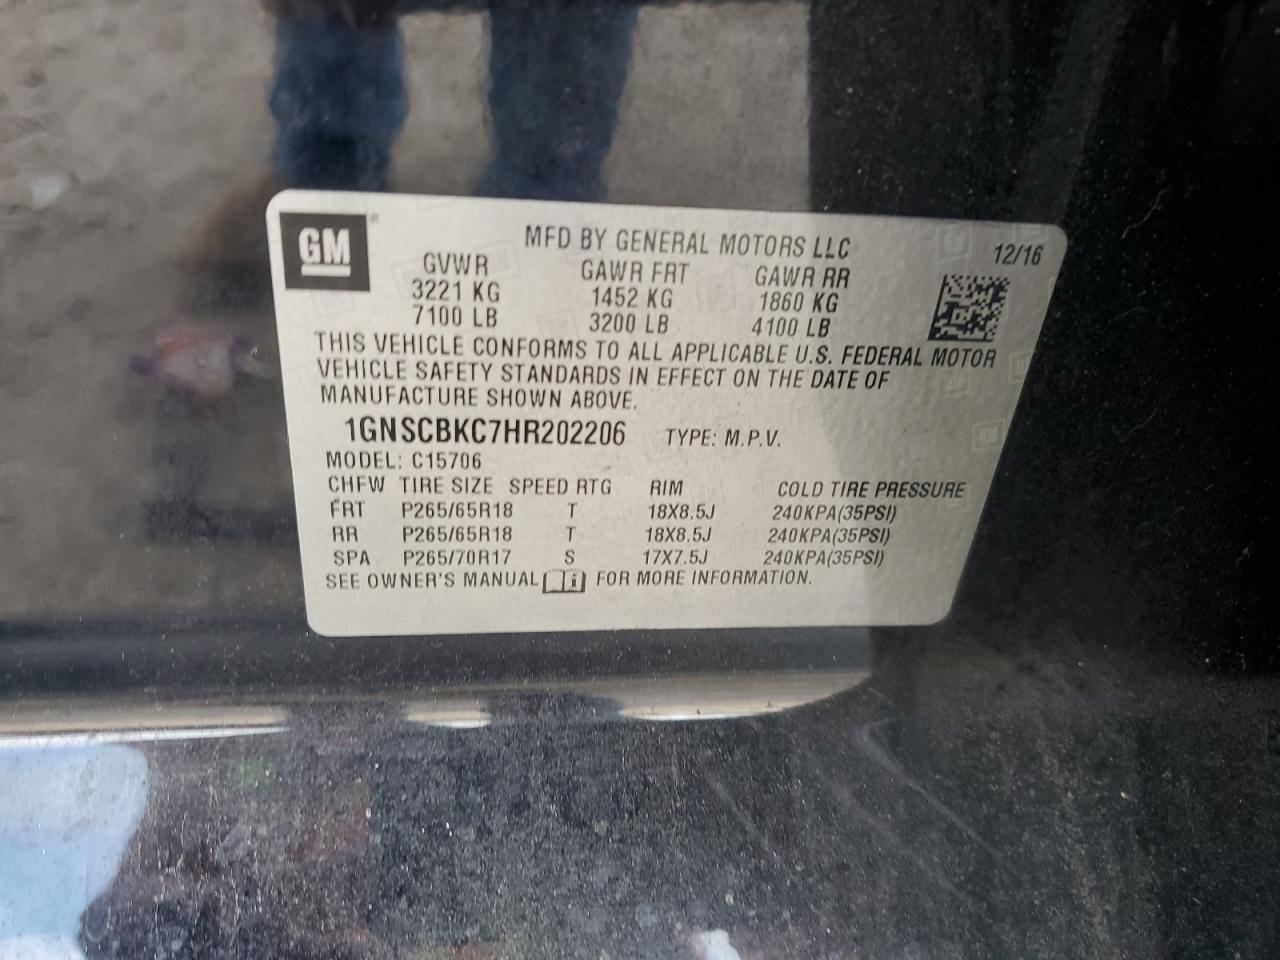 GM ®
MFD BY GENERAL MOTORS LLC 12/16
GVWR GAWR FRT GAWR RR
3221 KG 1452 KG 1860 KG
7100 LB 3200 LB 4100 LB
THIS VEHICLE CONFORMS TO ALL APPLICABLE U.S. FEDERAL MOTOR
VEHICLE SAFETY STANDARDS IN EFFECT ON THE DATE OF
MANUFACTURE SHOWN ABOVE.
1GNSCBKC7HR202206 TYPE: M.P.V.
MODEL: C15706
CHFW TIRE SIZE SPEED RTG RIM COLD TIRE PRESSURE
FRT P265/65R18 T 18X8.5J 240KPA(35PSI)
RR P265/65R18 T 18X8.5J 240KPA(35PSI)
SPA P265/70R17 S 17X7.5J 240KPA(35PSI)
SEE OWNER'S MANUAL i FOR MORE INFORMATION.